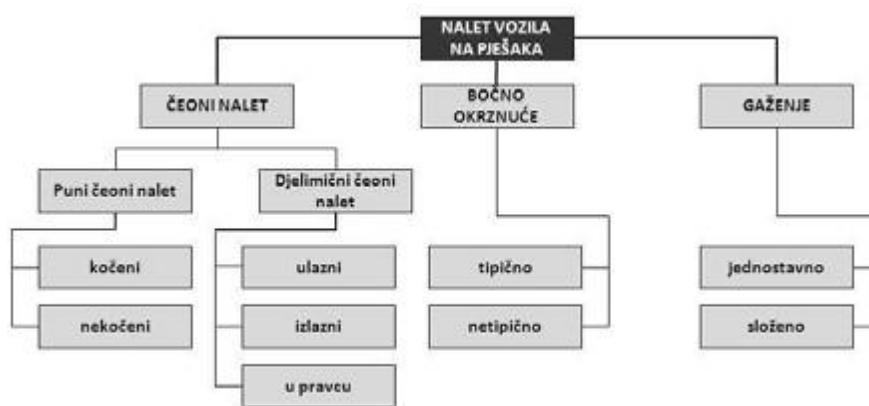 NALET VOZILA
NA PJEŠAKA
ČEONI NALET
BOČNO
OKRZNUĆE
GAŽENJE
Puni čeoni nalet
Djelimični čeoni
nalet
kočeni
ulazni
tipično
jednostavno
nekočeni
izlazni
netipično
složeno
u pravcu